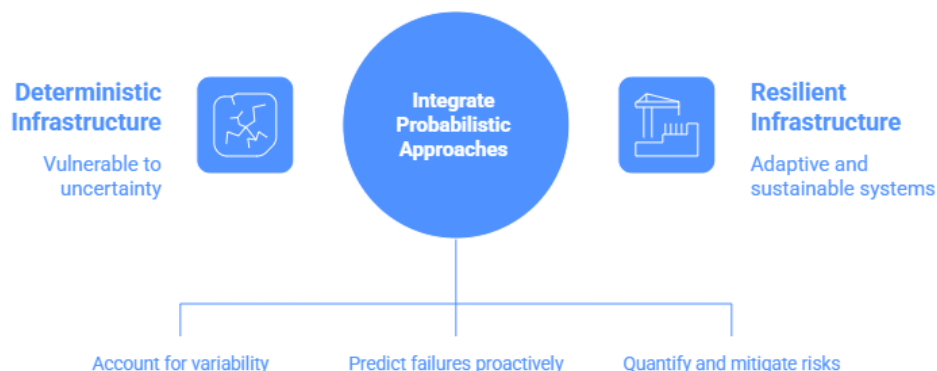 Deterministic
Infrastructure
Vulnerable to
uncertainty
Integrate
Probabilistic
Approaches
Resilient
Infrastructure
Adaptive and
sustainable systems
Account for variability
Predict failures proactively
Quantify and mitigate risks